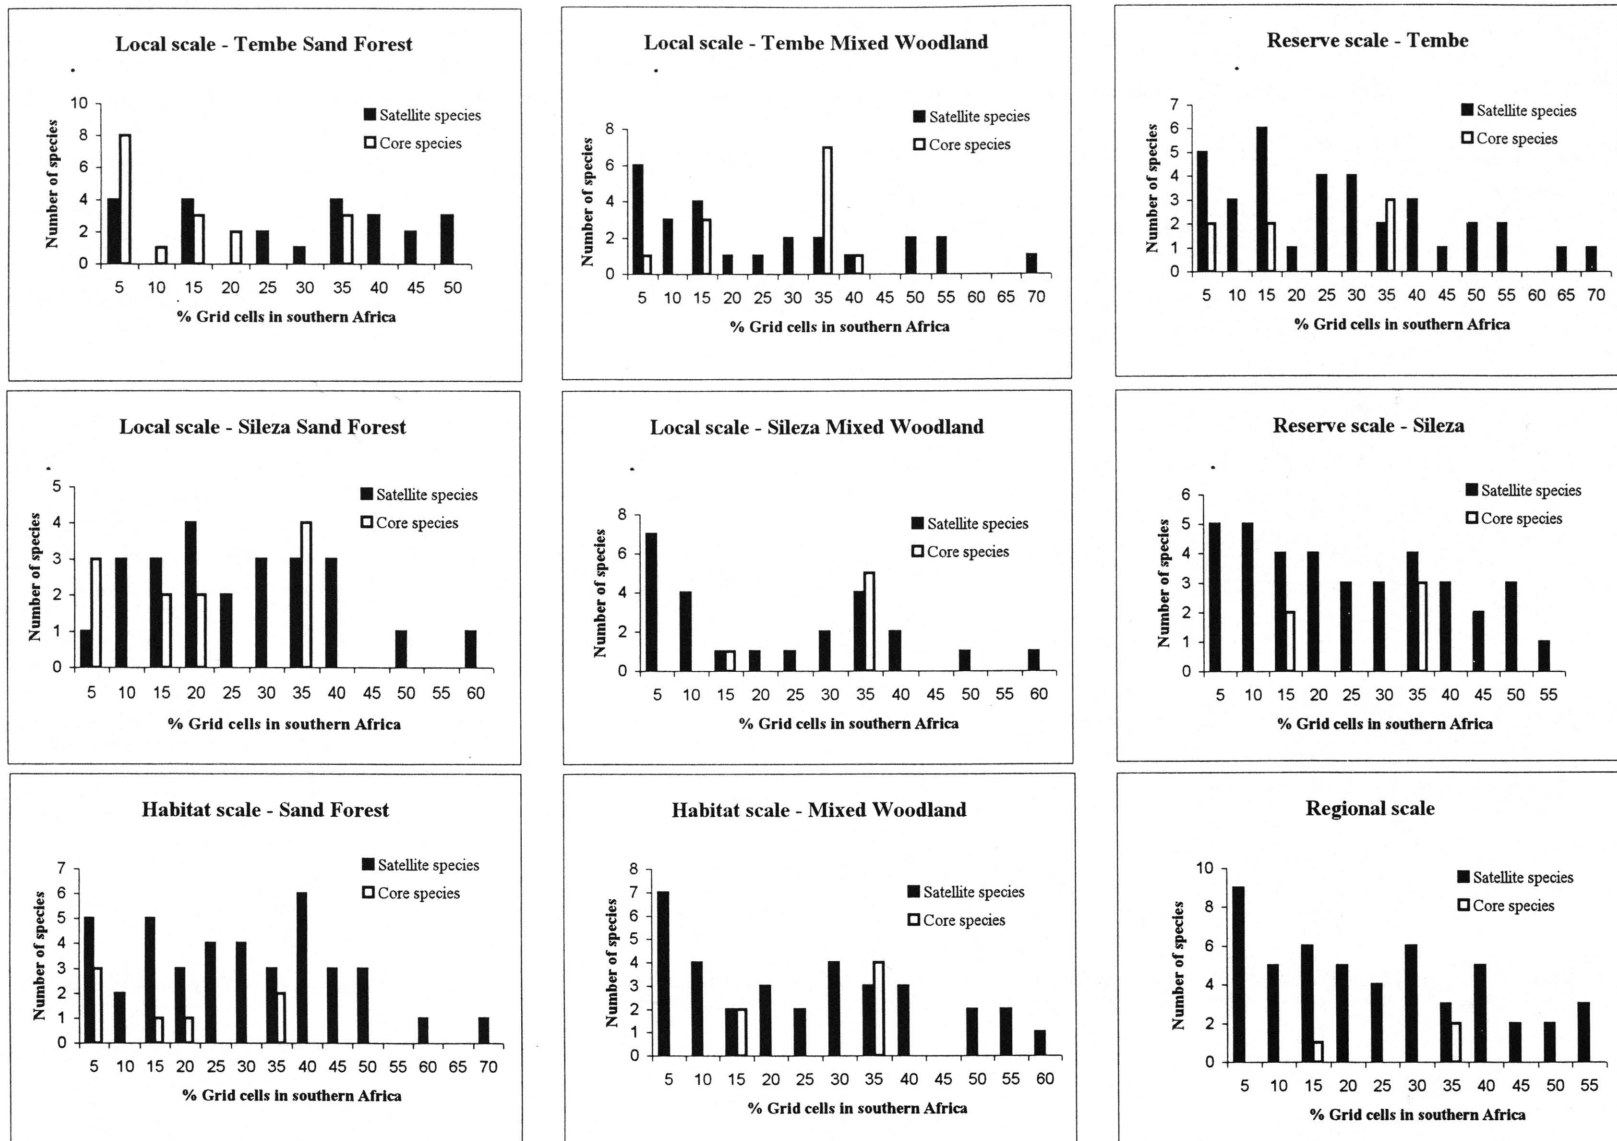 Local scale - Tembe Sand Forest
Satellite species
Core species
Number of species
10
8
6
4
2
0
5 10 15 20 25 30 35 40 45 50
% Grid cells in southern Africa
Local scale - Tembe Mixed Woodland
Satellite species
Core species
Number of species
8
6
4
2
0
5 10 15 20 25 30 35 40 45 50 55 60 65 70
% Grid cells in southern Africa
Reserve scale - Tembe
Satellite species
Core species
Number of species
7
6
5
4
3
2
1
0
5 10 15 20 25 30 35 40 45 50 55 60 65 70
% Grid cells in southern Africa
Local scale - Sileza Sand Forest
Satellite species
Core species
Number of species
5
4
3
2
1
0
5 10 15 20 25 30 35 40 45 50 55 60
% Grid cells in southern Africa
Local scale - Sileza Mixed Woodland
Satellite species
Core species
Number of species
8
6
4
2
0
5 10 15 20 25 30 35 40 45 50 55 60
% Grid cells in southern Africa
Reserve scale - Sileza
Satellite species
Core species
Number of species
6
5
4
3
2
1
0
5 10 15 20 25 30 35 40 45 50 55
% Grid cells in southern Africa
Habitat scale - Sand Forest
Satellite species
Core species
Number of species
7
6
5
4
3
2
1
0
5 10 15 20 25 30 35 40 45 50 55 60 65 70
% Grid cells in southern Africa
Habitat scale - Mixed Woodland
Satellite species
Core species
Number of species
8
7
6
5
4
3
2
1
0
5 10 15 20 25 30 35 40 45 50 55 60
% Grid cells in southern Africa
Regional scale
Satellite species
Core species
Number of species
10
8
6
4
2
0
5 10 15 20 25 30 35 40 45 50 55
% Grid cells in southern Africa